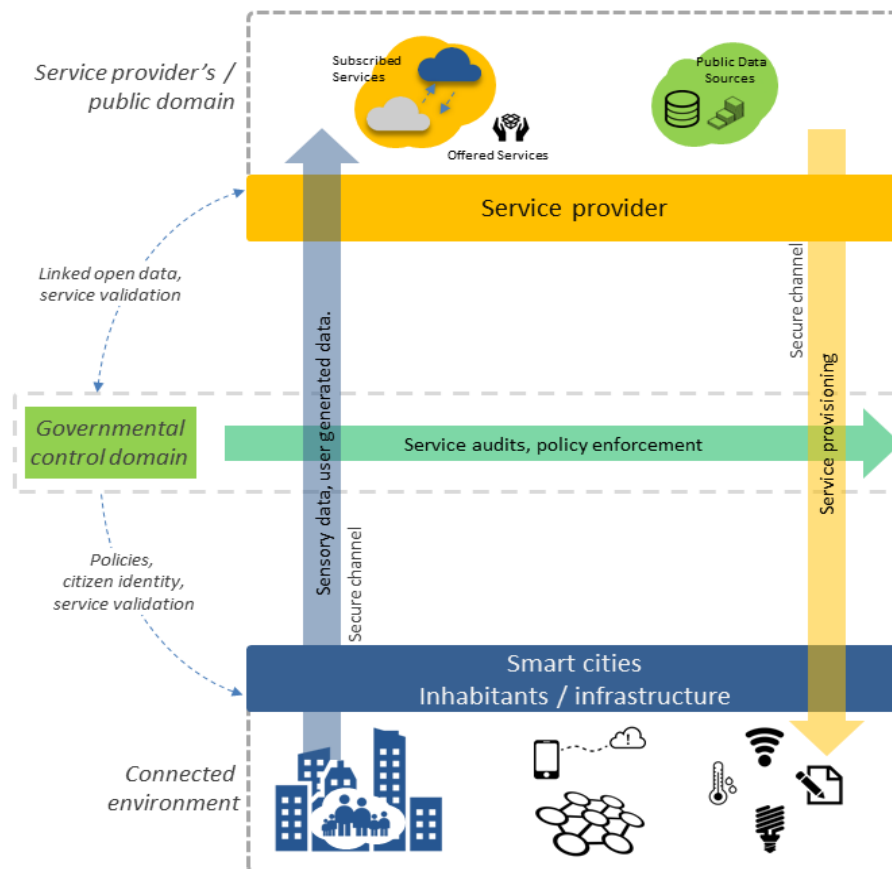 Service provider's /
public domain
Subscribed
Services
Offered Services
Public Data
Sources
Service provider
Linked open data,
service validation
Secure channel
Sensory data, user generated data.
Governmental
control domain
Service audits, policy enforcement
Service provisioning
Policies,
citizen identity,
service validation
Secure channel
Smart cities
Inhabitants / infrastructure
Connected
environment
!